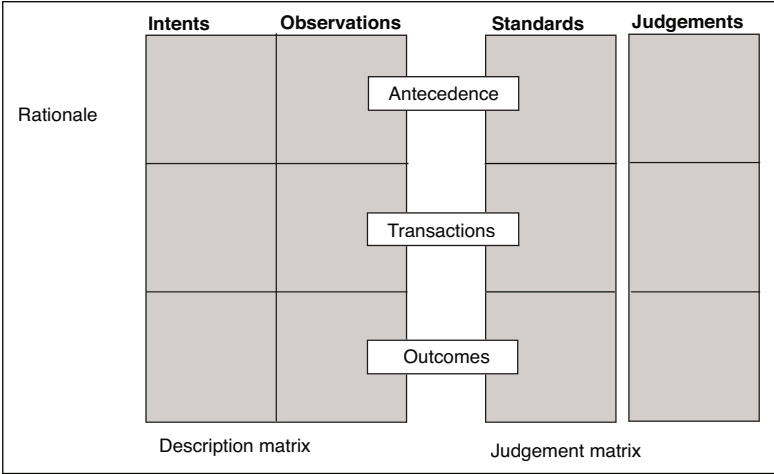 Intents Observations Standards Judgements
Antecedence
Rationale
Transactions
Outcomes
Description matrix Judgement matrix